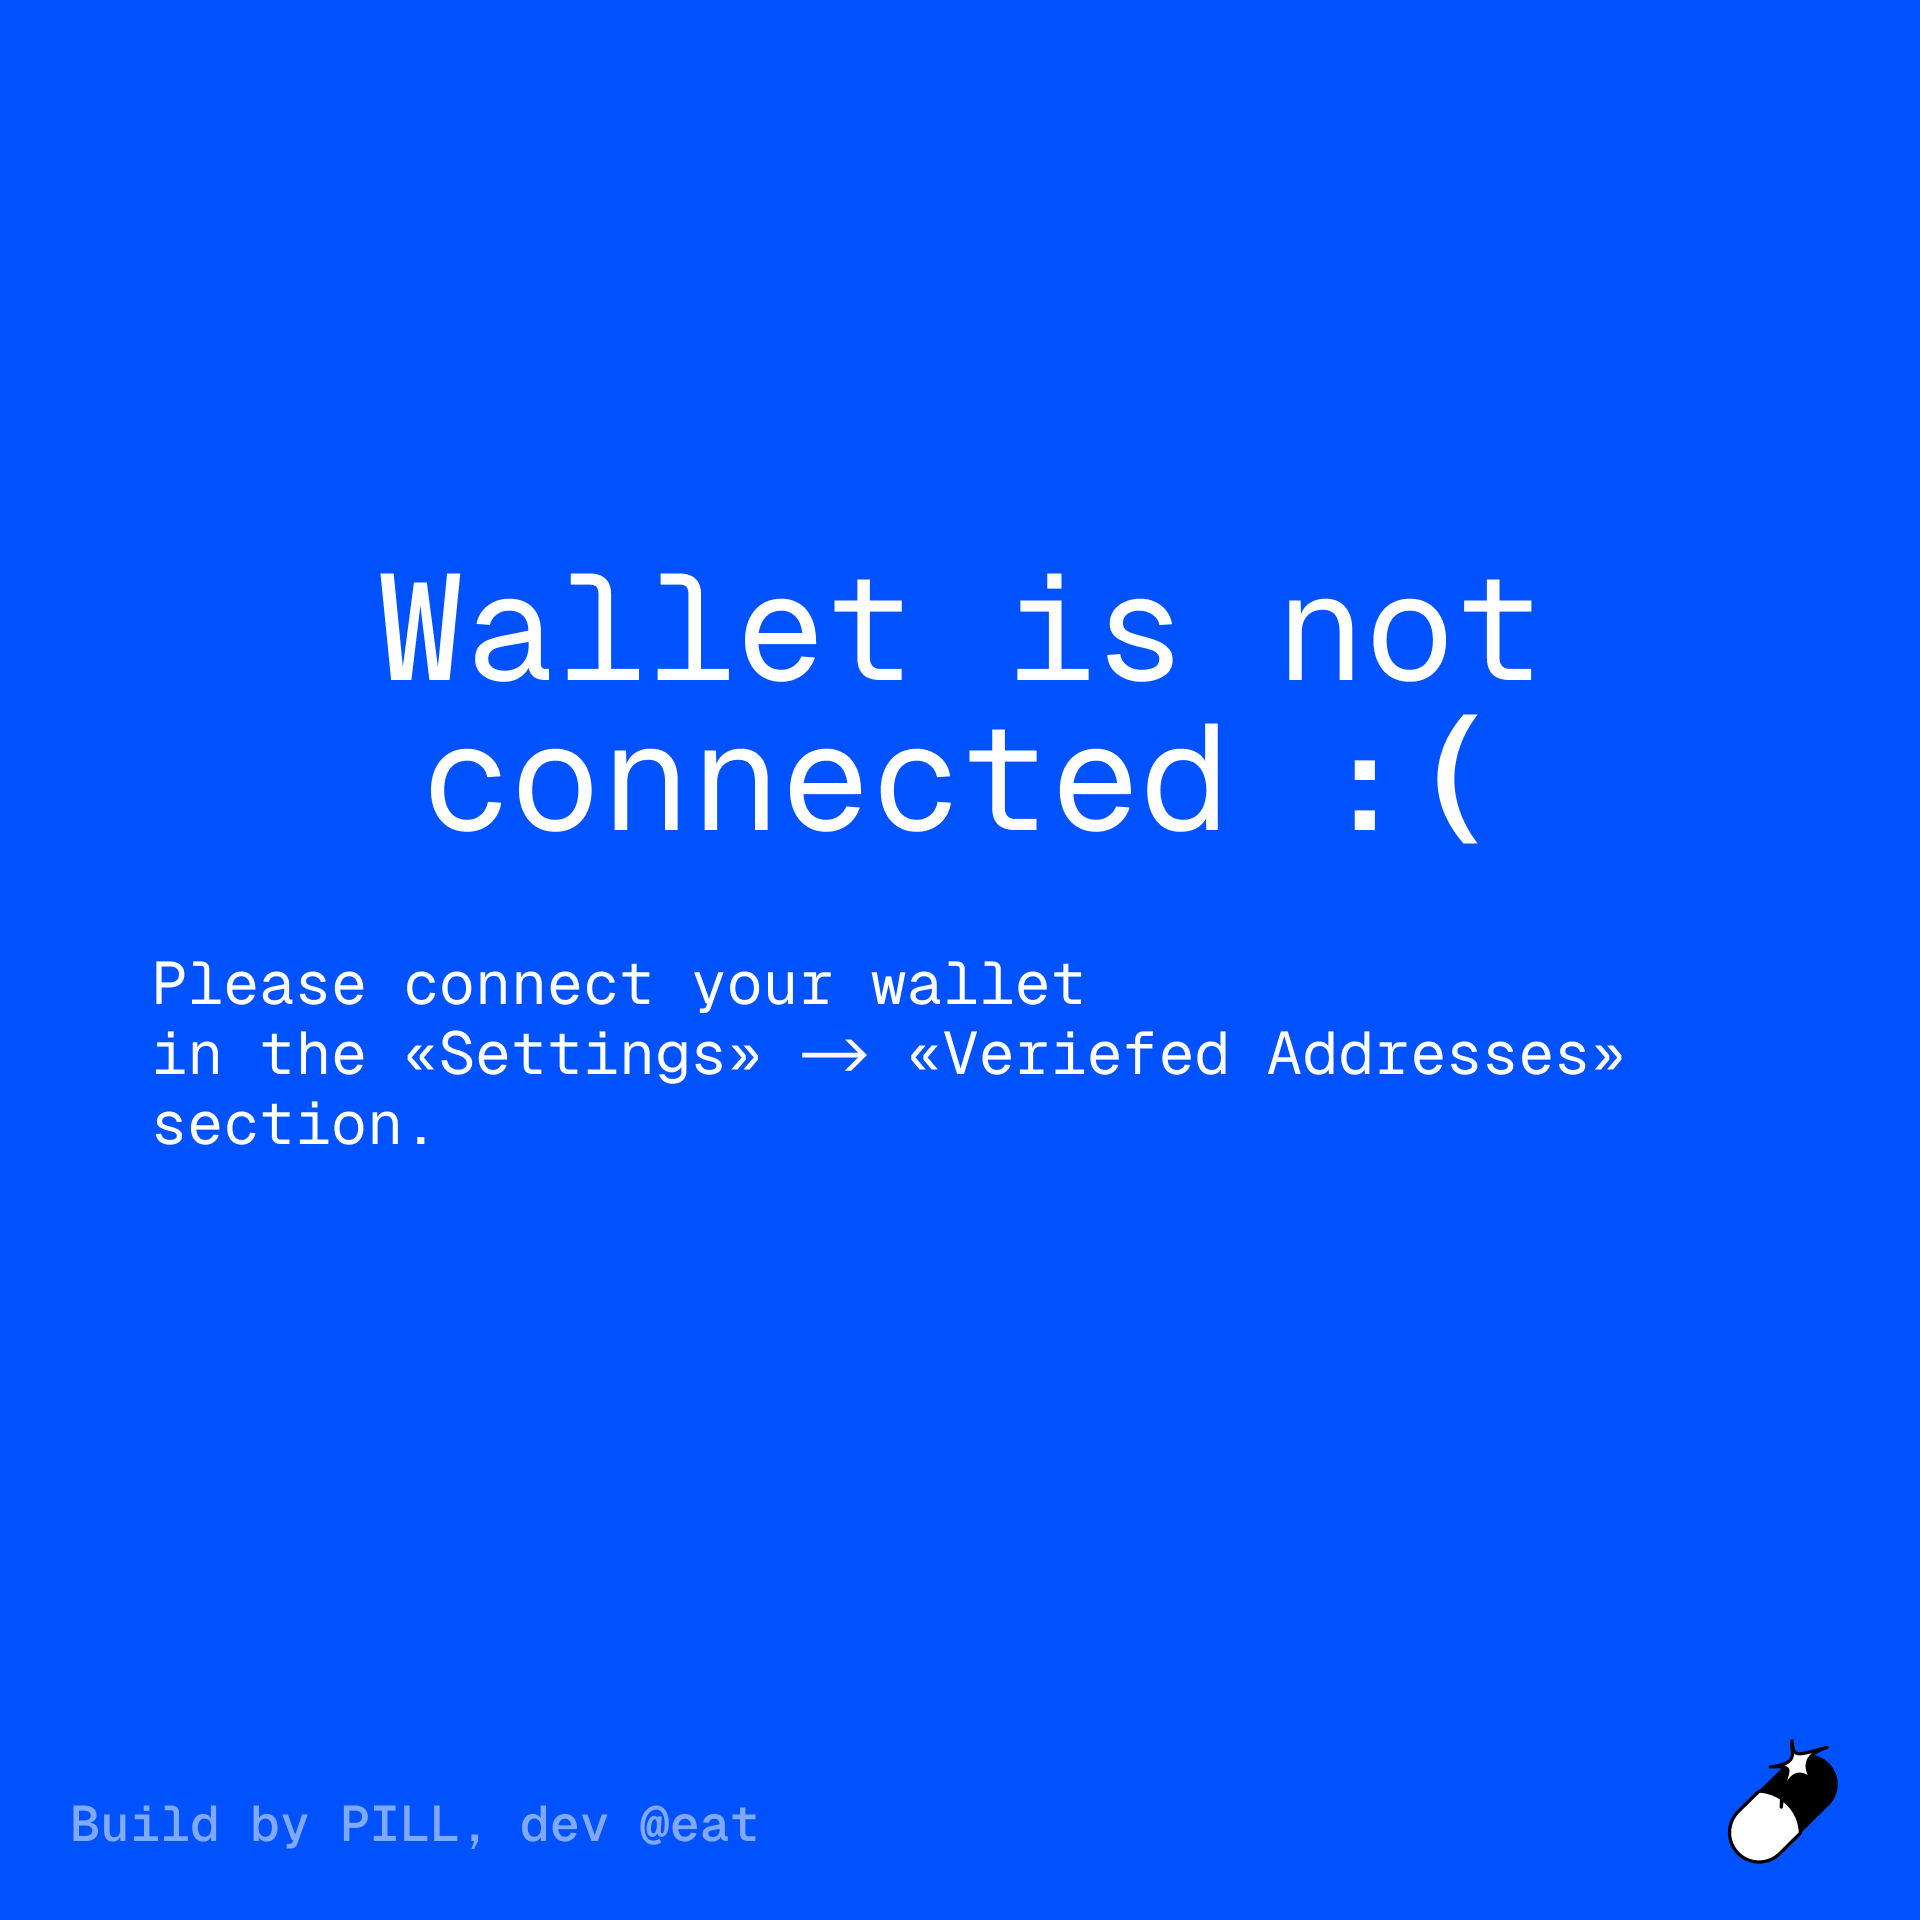 Wallet is not
connected :(
Please connect your wallet
in the «Settings» → «Veriefed Addresses»
section.
Build by PILL, dev @eat